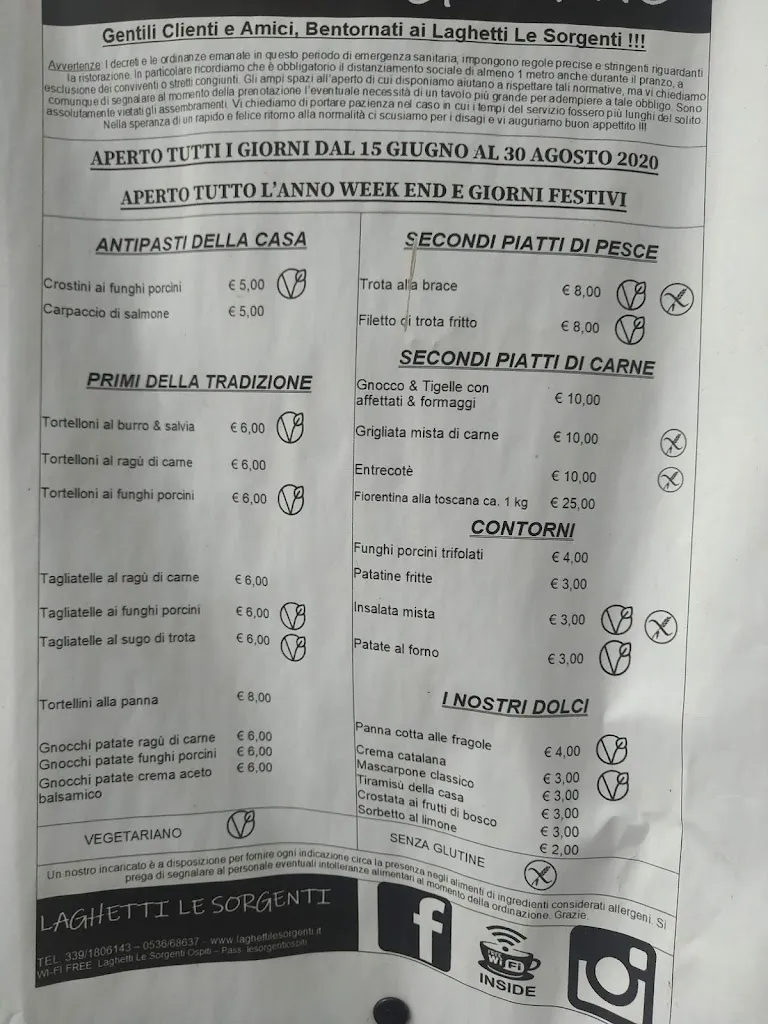 Gentili Clienti e Amici, Bentornati ai Laghetti Le Sorgenti !!!
Avvertenze: I decreti e le ordinanze emanate in questo periodo di emergenza sanitaria, impongono regole precise e stringenti riguardanti
la ristorazione. In particolare ricordiamo che è obbligatorio il distanziamento sociale di almeno 1 metro anche durante il pranzo, a
esclusione dei conviventi o stretti congiunti. Gli ampi spazi all'aperto di cui disponiamo aiutano a rispettare tali normative, ma vi chiediamo
comunque di segnalare al momento della prenotazione l'eventuale necessità di un tavolo più grande per adempiere a tale obbligo. Sono
assolutamente vietati gli assembramenti. Vi chiediamo di portare pazienza nel caso in cui i tempi del servizio fossero più lunghi del solito.
Nella speranza di un rapido e felice ritorno alla normalità ci scusiamo per i disagi e vi auguriamo buon appetito !!!
APERTO TUTTI I GIORNI DAL 15 GIUGNO AL 30 AGOSTO 2020
APERTO TUTTO L'ANNO WEEK END E GIORNI FESTIVI
ANTIPASTI DELLA CASA
Crostini ai funghi porcini € 5,00
Carpaccio di salmone € 5,00
PRIMI DELLA TRADIZIONE
Tortelloni al burro & salvia € 6,00
Tortelloni al ragù di carne € 6,00
Tortelloni ai funghi porcini € 6,00
Tagliatelle al ragù di carne € 6,00
Tagliatelle ai funghi porcini € 6,00
Tagliatelle al sugo di trota € 6,00
Tortellini alla panna € 8,00
Gnocchi patate ragù di carne € 6,00
Gnocchi patate funghi porcini € 6,00
Gnocchi patate crema aceto € 6,00
balsamico
VEGETARIANO
SECONDI PIATTI DI PESCE
Trota alla brace € 8,00
Filetto di trota fritto € 8,00
SECONDI PIATTI DI CARNE
Gnocco & Tigelle con
affettati & formaggi € 10,00
Grigliata mista di carne € 10,00
Entrecotè € 10,00
Fiorentina alla toscana ca. 1 kg € 25,00
CONTORNI
Funghi porcini trifolati € 4,00
Patatine fritte € 3,00
Insalata mista € 3,00
Patate al forno € 3,00
I NOSTRI DOLCI
Panna cotta alle fragole € 4,00
Crema catalana € 3,00
Mascarpone classico € 3,00
Tiramisù della casa € 3,00
Crostata ai frutti di bosco € 3,00
Sorbetto al limone € 2,00
SENZA GLUTINE
Un nostro incaricato è a disposizione per fornire ogni indicazione circa la presenza negli alimenti di ingredienti considerati allergeni. Si
prega di segnalare al personale eventuali intolleranze alimentari al momento della ordinazione. Grazie.
LAGHETTI LE SORGENTI
TEL. 339/1806143 – 0536/68637 - www.laghettilesorgenti.it
WI-FI FREE Laghetti Le Sorgenti Ospiti – Pass. lesorgentiospiti
Wi Fi
INSIDE